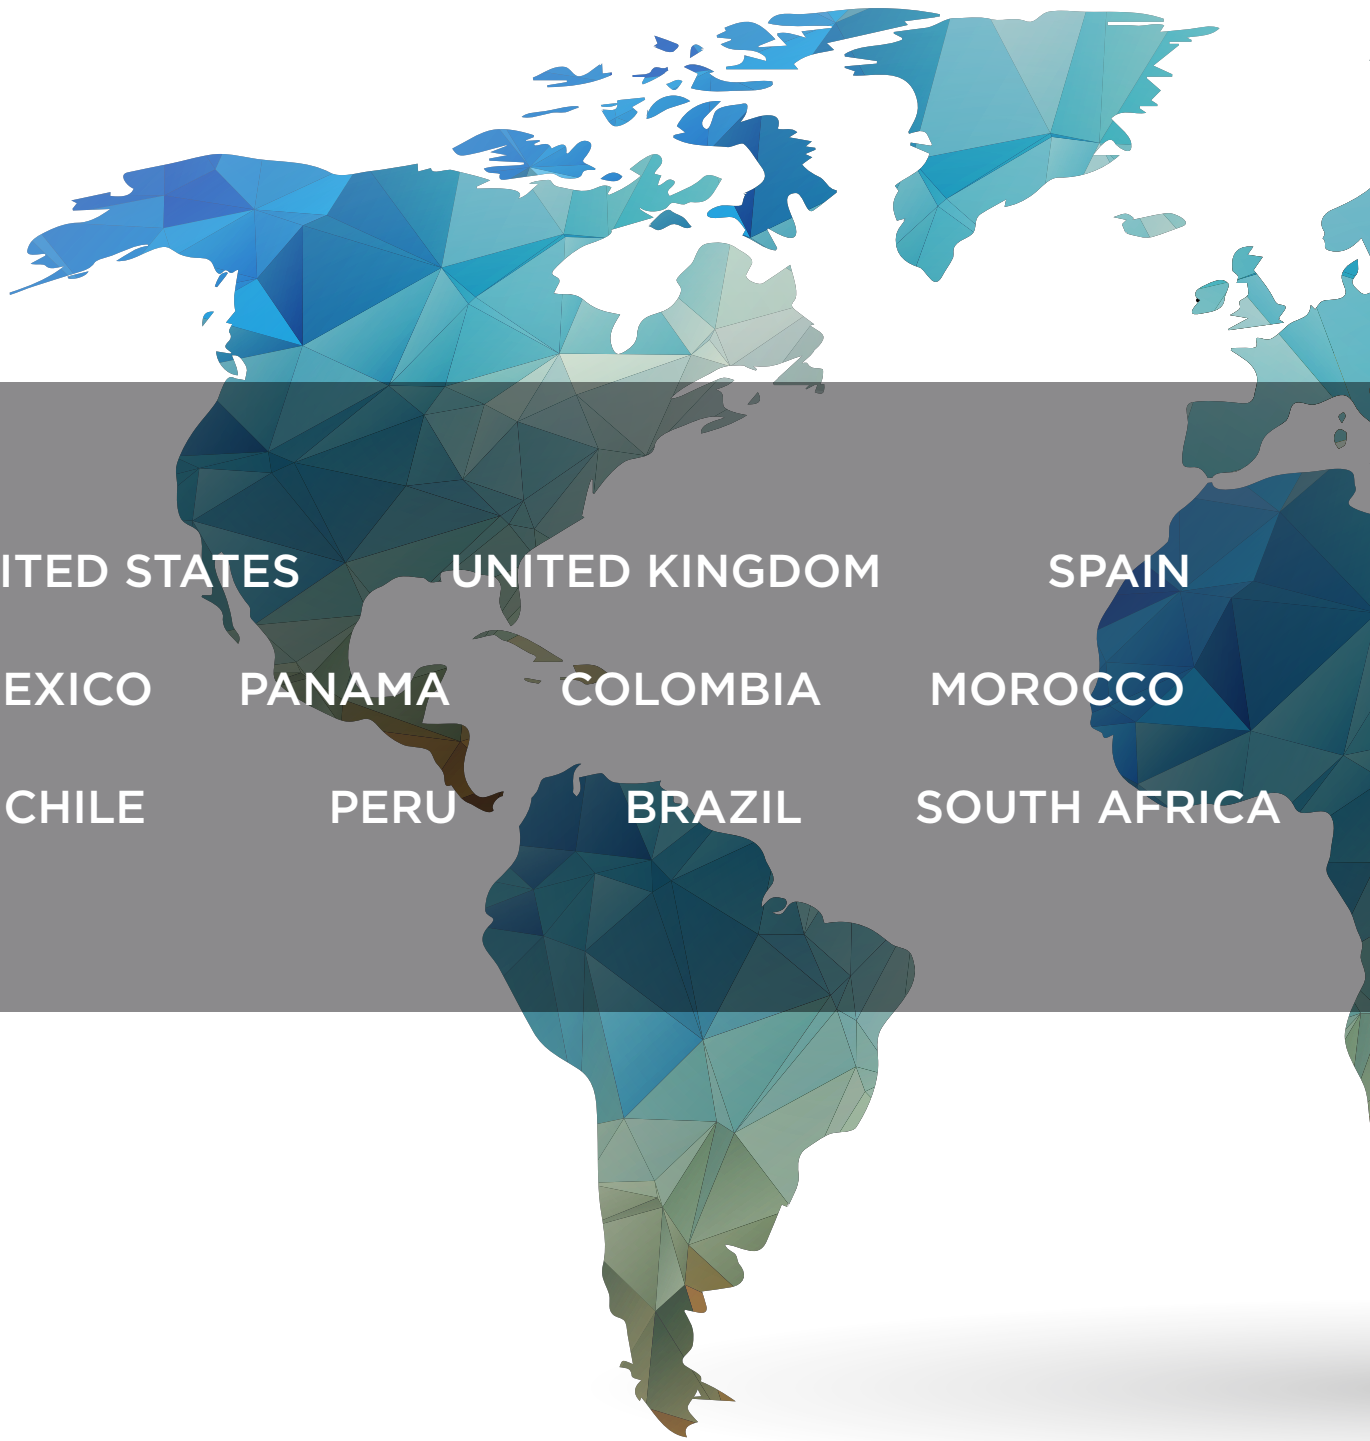 ITED STATES UNITED KINGDOM SPAIN
EXICO PANAMA COLOMBIA MOROCCO
CHILE PERU BRAZIL SOUTH AFRICA